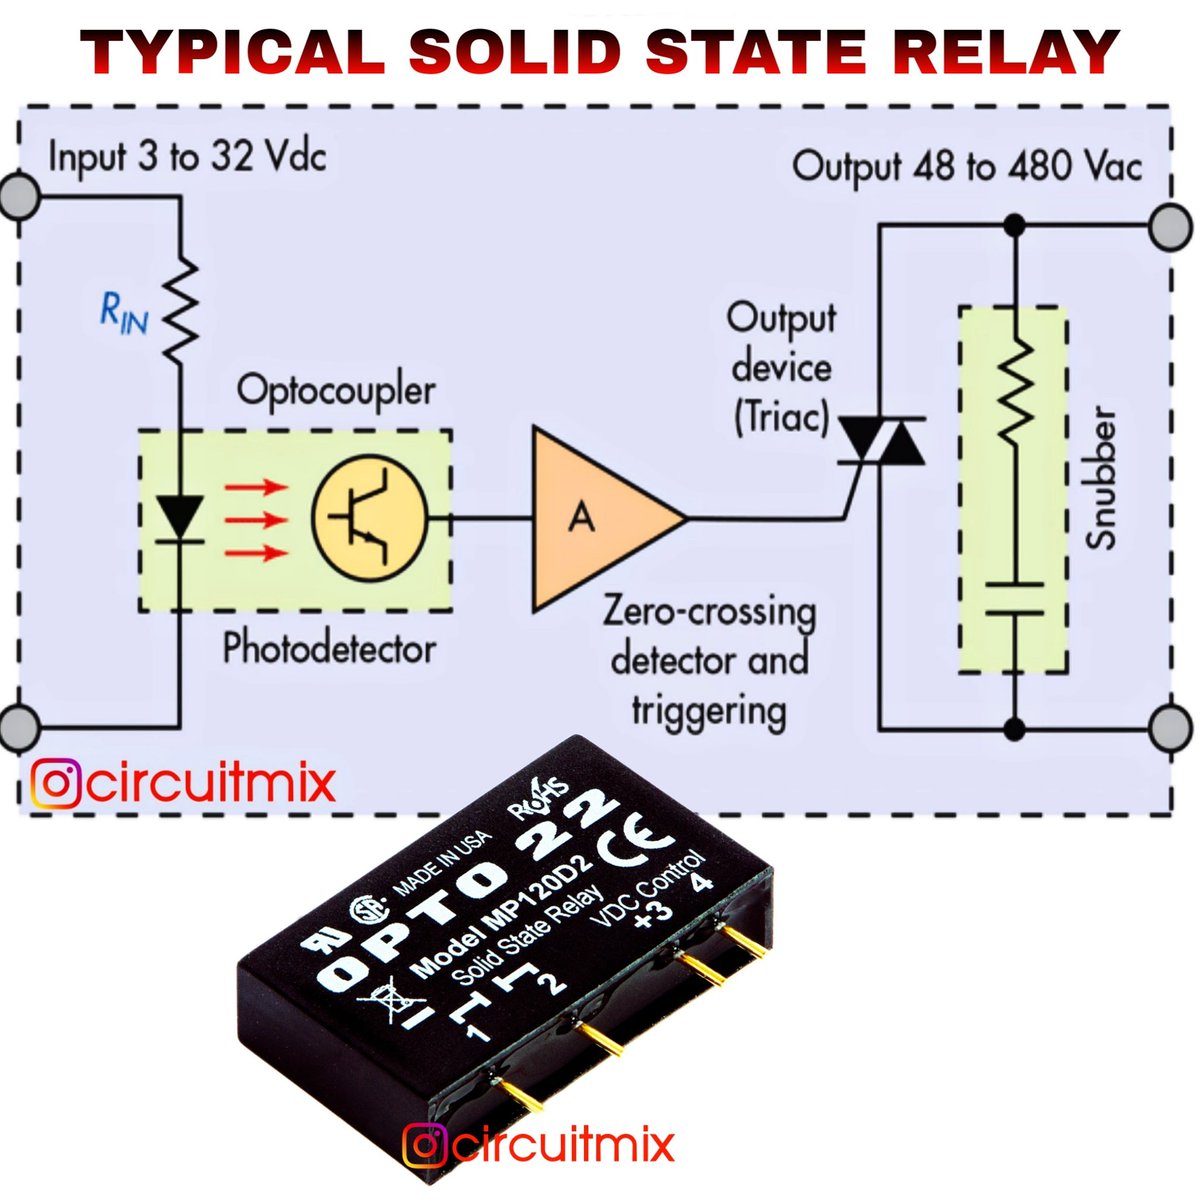 TYPICAL SOLID STATE RELAY
Input 3 to 32 Vdc
Output 48 to 480 Vac
RIN
Output
device
(Triac)
Optocoupler
Snubber
A
Photodetector
Zero-crossing
detector and
triggering
circuitmix
RoHS
MADE IN USA
OPTO 22
CE
Model MP120D2
Solid State Relay
VDC Control
1
2
+3
4
circuitmix